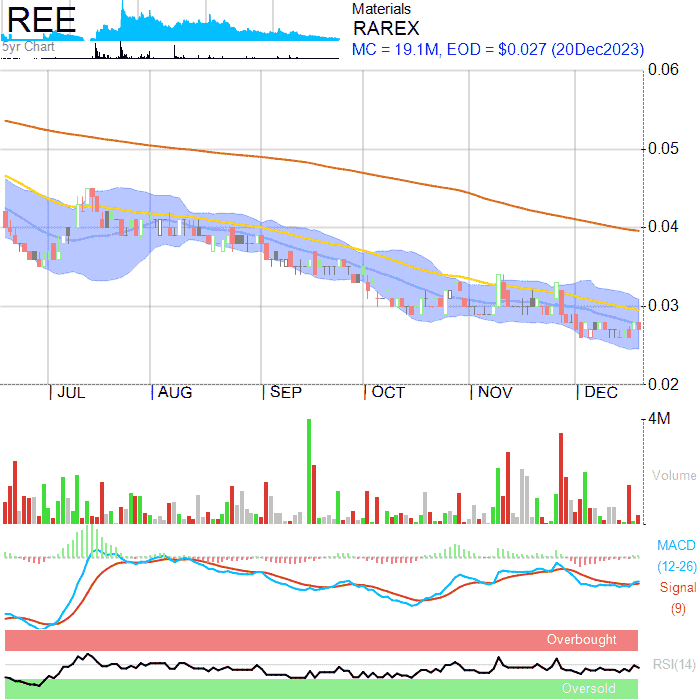 REE
5yr Chart
Materials
RAREX
MC = 19.1M, EOD = $0.027 (20Dec2023)
0.06
0.05
0.04
0.03
0.02
JUL AUG SEP OCT NOV DEC
4M
Volume
MACD
(12-26)
Signal
(9)
Overbought
RSI(14)
Oversold